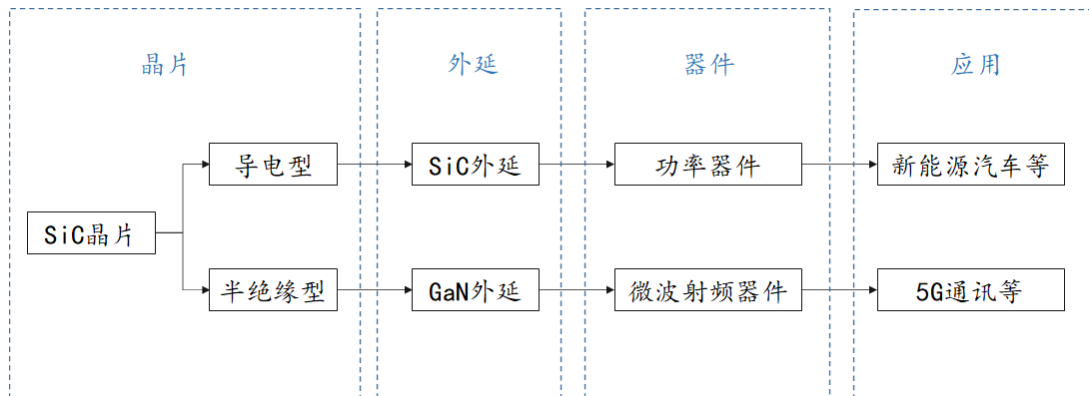 晶片
外延
器件
应用
导电型
SiC外延
功率器件
新能源汽车等
SiC晶片
半绝缘型
GaN外延
微波射频器件
5G通讯等